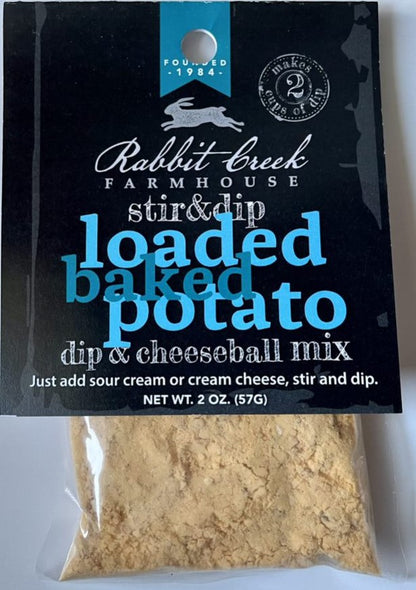 FOUNDED
-1984-
makes
2
cups of dip
Rabbit Creek
FARMHOUSE
stir&dip
loaded
baked
potato
dip & cheeseball mix
Just add sour cream or cream cheese, stir and dip.
NET WT. 2 OZ. (57G)